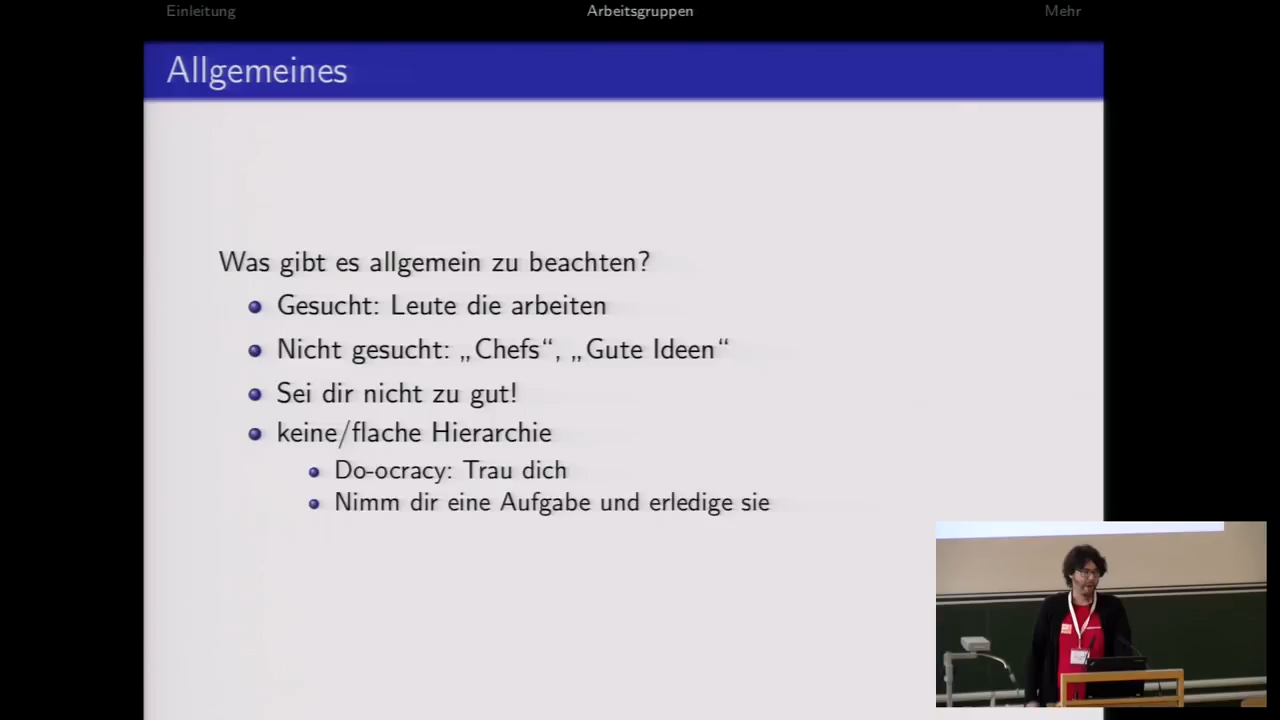 Einleitung
Arbeitsgruppen
Mehr
Allgemeines
Was gibt es allgemein zu beachten?
Gesucht: Leute die arbeiten
Nicht gesucht: „Chefs“, „Gute Ideen“
Sei dir nicht zu gut!
keine/flache Hierarchie
Do-ocracy: Trau dich
Nimm dir eine Aufgabe und erledige sie